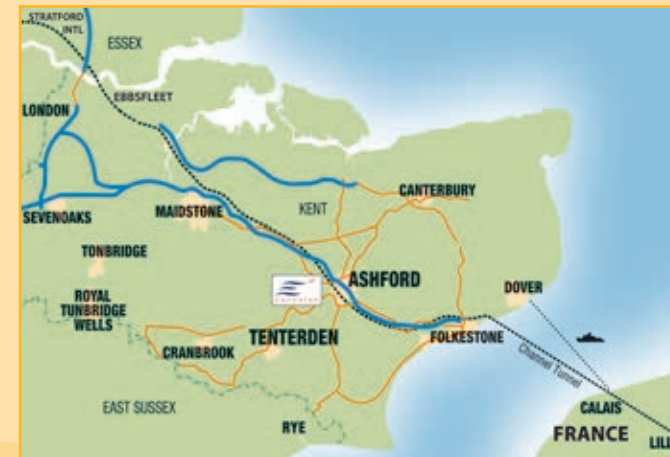 STRATFORD
INTL
ESSEX
EBBSFLEET
LONDON
CANTERBURY
KENT
SEVENOAKS
MAIDSTONE
TONBRIDGE
ASHFORD
DOVER
ROYAL
TUNBRIDGE
WELLS
TENTERDEN
FOLKESTONE
CRANBROOK
Channel Tunnel
EAST SUSSEX
CALAIS
RYE
FRANCE
LILL